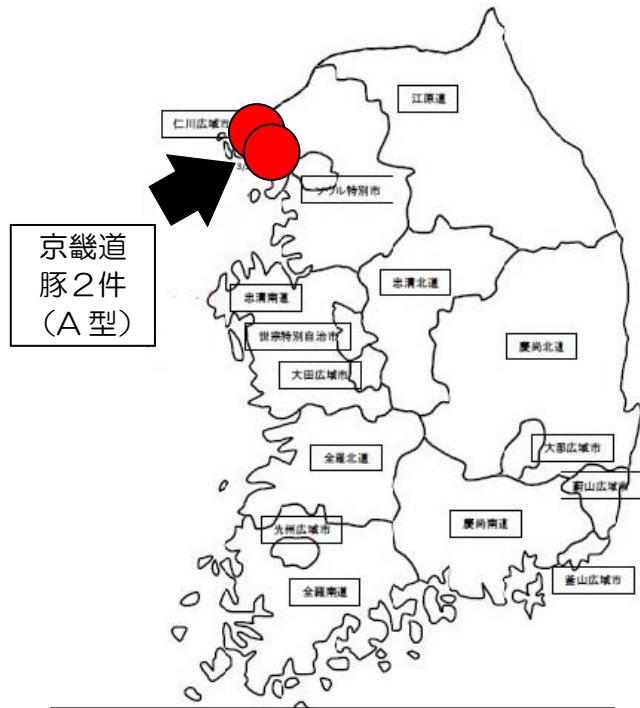 江原道
仁川広域市
ソウル特別市
京畿道
豚２件
（A 型）
忠清南道
忠清北道
世宗特別自治市
大田広域市
慶尚北道
大邱広域市
全羅北道
蔚山広域市
光州広域市
慶尚南道
全羅南道
釜山広域市